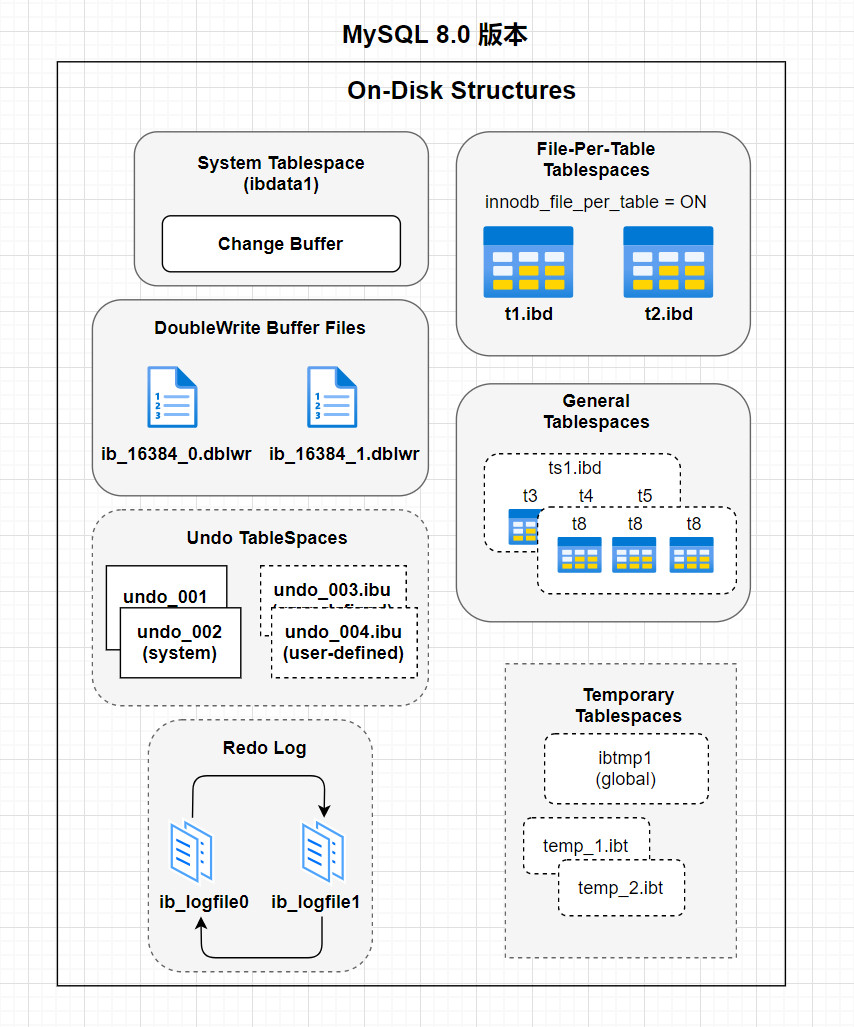 MySQL 8.0 版本
On-Disk Structures
System Tablespace
(ibdata1)
Change Buffer
DoubleWrite Buffer Files
1
2
3
1
2
3
ib_16384_0.dblwr
ib_16384_1.dblwr
Undo TableSpaces
undo_001
undo_002
(system)
undo_003.ibu
undo_004.ibu
(user-defined)
Redo Log
ib_logfile0
ib_logfile1
File-Per-Table
Tablespaces
innodb_file_per_table = ON
t1.ibd
t2.ibd
General
Tablespaces
ts1.ibd
t3
t4
t5
t8
t8
t8
Temporary
Tablespaces
ibtmp1
(global)
temp_1.ibt
temp_2.ibt